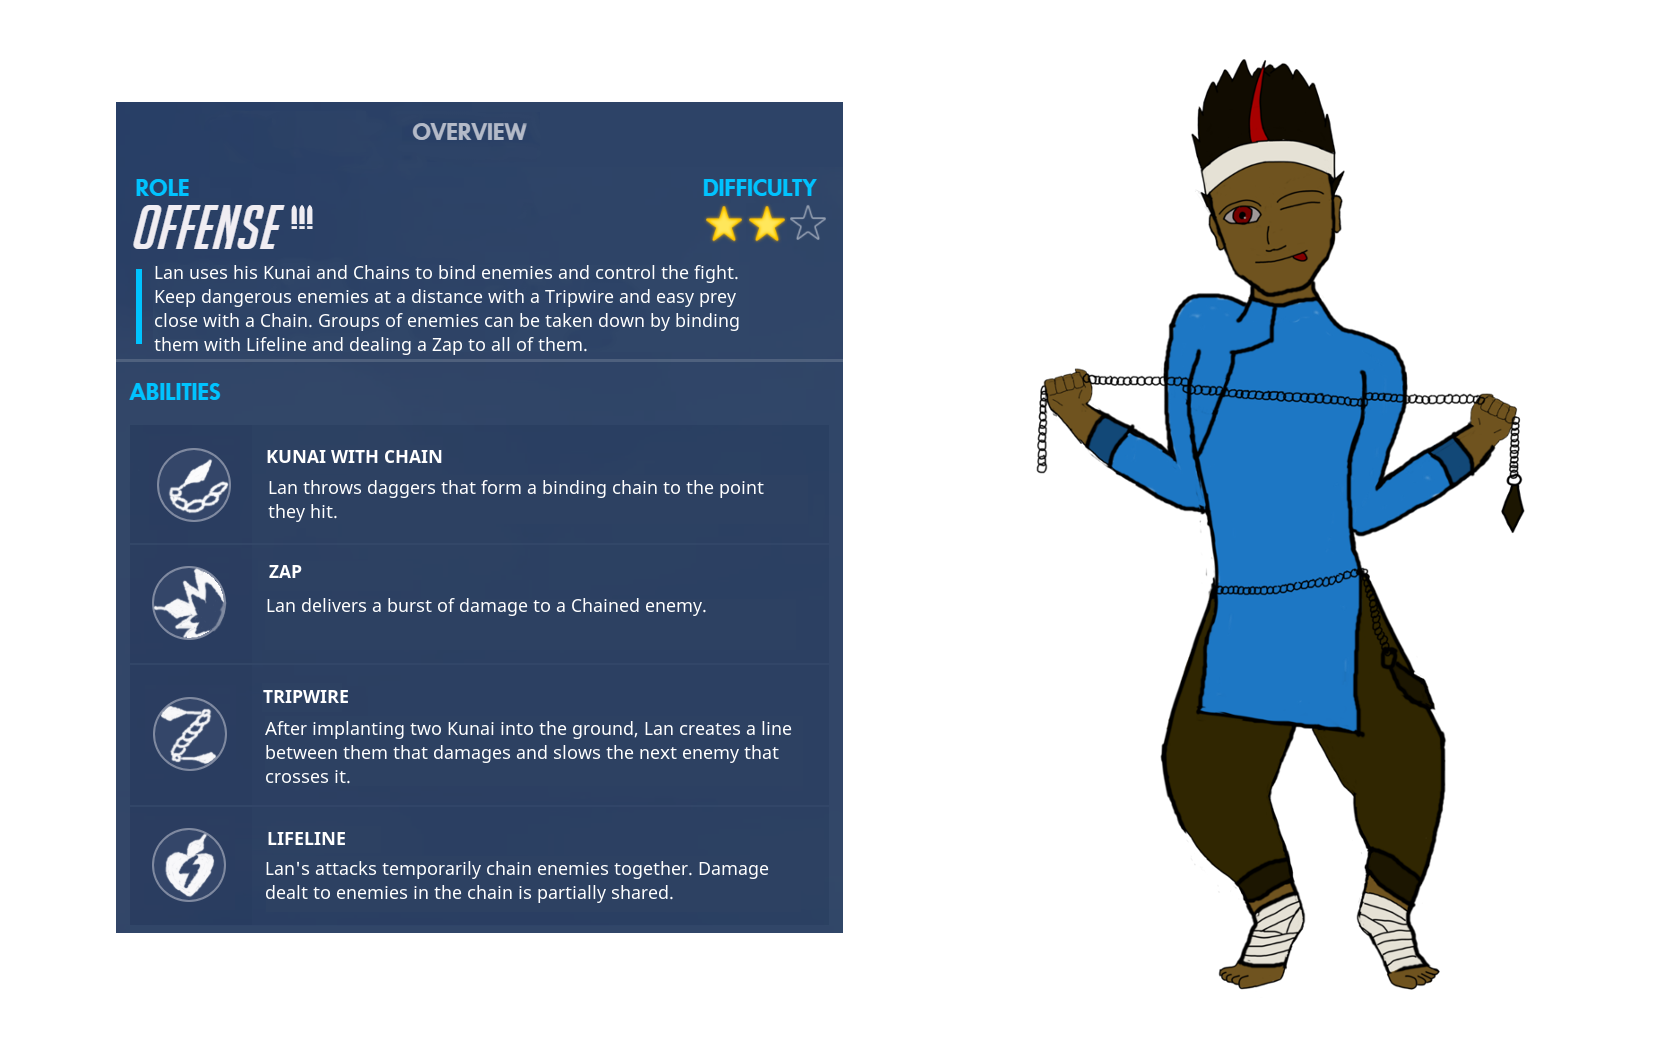 OVERVIEW
ROLE
DIFFICULTY
OFFENSE
Lan uses his Kunai and Chains to bind enemies and control the fight.
Keep dangerous enemies at a distance with a Tripwire and easy prey
close with a Chain. Groups of enemies can be taken down by binding
them with Lifeline and dealing a Zap to all of them.
ABILITIES
KUNAI WITH CHAIN
Lan throws daggers that form a binding chain to the point
they hit.
ZAP
Lan delivers a burst of damage to a Chained enemy.
TRIPWIRE
After implanting two Kunai into the ground, Lan creates a line
between them that damages and slows the next enemy that
crosses it.
LIFELINE
Lan's attacks temporarily chain enemies together. Damage
dealt to enemies in the chain is partially shared.